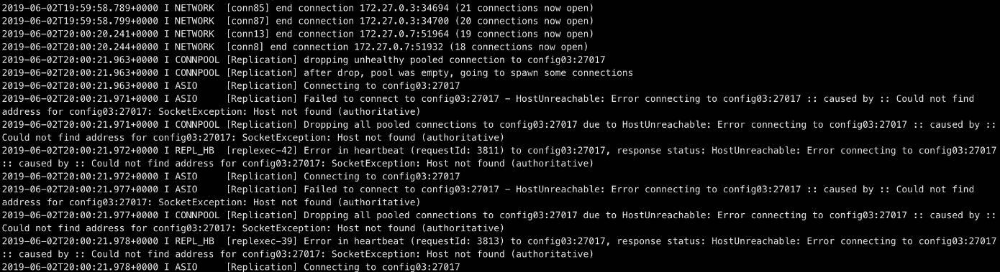 2019-06-02T19:59:58.789+0000 I NETWORK  [conn85] end connection 172.27.0.3:34694 (21 connections now open)
2019-06-02T19:59:58.799+0000 I NETWORK  [conn87] end connection 172.27.0.3:34700 (20 connections now open)
2019-06-02T20:00:20.241+0000 I NETWORK  [conn13] end connection 172.27.0.7:51964 (19 connections now open)
2019-06-02T20:00:20.244+0000 I NETWORK  [conn8] end connection 172.27.0.7:51932 (18 connections now open)
2019-06-02T20:00:21.963+0000 I CONNPOOL [Replication] dropping unhealthy pooled connection to config03:27017
2019-06-02T20:00:21.963+0000 I CONNPOOL [Replication] after drop, pool was empty, going to spawn some connections
2019-06-02T20:00:21.963+0000 I ASIO     [Replication] Connecting to config03:27017
2019-06-02T20:00:21.971+0000 I ASIO     [Replication] Failed to connect to config03:27017 - HostUnreachable: Error connecting to config03:27017 :: caused by :: Could not find
address for config03:27017: SocketException: Host not found (authoritative)
2019-06-02T20:00:21.971+0000 I CONNPOOL [Replication] Dropping all pooled connections to config03:27017 due to HostUnreachable: Error connecting to config03:27017 :: caused by ::
Could not find address for config03:27017: SocketException: Host not found (authoritative)
2019-06-02T20:00:21.972+0000 I REPL_HB  [replexec-42] Error in heartbeat (requestId: 3811) to config03:27017, response status: HostUnreachable: Error connecting to config03:27017
:: caused by :: Could not find address for config03:27017: SocketException: Host not found (authoritative)
2019-06-02T20:00:21.972+0000 I ASIO     [Replication] Connecting to config03:27017
2019-06-02T20:00:21.977+0000 I ASIO     [Replication] Failed to connect to config03:27017 - HostUnreachable: Error connecting to config03:27017 :: caused by :: Could not find
address for config03:27017: SocketException: Host not found (authoritative)
2019-06-02T20:00:21.977+0000 I CONNPOOL [Replication] Dropping all pooled connections to config03:27017 due to HostUnreachable: Error connecting to config03:27017 :: caused by ::
Could not find address for config03:27017: SocketException: Host not found (authoritative)
2019-06-02T20:00:21.978+0000 I REPL_HB  [replexec-39] Error in heartbeat (requestId: 3813) to config03:27017, response status: HostUnreachable: Error connecting to config03:27017
:: caused by :: Could not find address for config03:27017: SocketException: Host not found (authoritative)
2019-06-02T20:00:21.978+0000 I ASIO     [Replication] Connecting to config03:27017